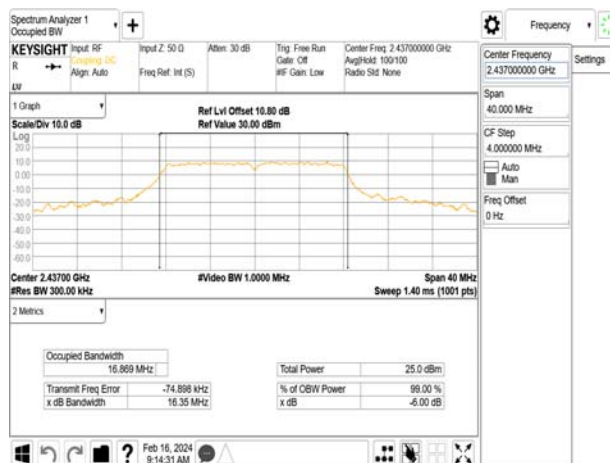 Spectrum Analyzer 1
Occupied BW
+
Frequency
KEYSIGHT
Input: RF
Input Z: 50 Ω
Atten: 30 dB
Trig: Free Run
Center Freq: 2.437000000 GHz
R
Coupling: DC
Gate: Off
Avg|Hold: 100/100
Align: Auto
Freq Ref: Int (S)
#IF Gain: Low
Radio Std: None
Center Frequency
2.437000000 GHz
Settings
Span
40.000 MHz
CF Step
4.000000 MHz
Auto
Man
Freq Offset
0 Hz
1 Graph
Ref Lvl Offset 10.80 dB
Scale/Div 10.0 dB
Ref Value 30.00 dBm
Log
20.0
10.0
0.00
-10.0
-20.0
-30.0
-40.0
-50.0
-60.0
Center 2.43700 GHz
#Video BW 1.0000 MHz
Span 40 MHz
#Res BW 300.00 kHz
Sweep 1.40 ms (1001 pts)
2 Metrics
Occupied Bandwidth
16.869 MHz
Total Power 25.0 dBm
Transmit Freq Error -74.898 kHz
% of OBW Power 99.00 %
x dB Bandwidth 16.35 MHz
x dB -6.00 dB
?
Feb 16, 2024
9:14:31 AM